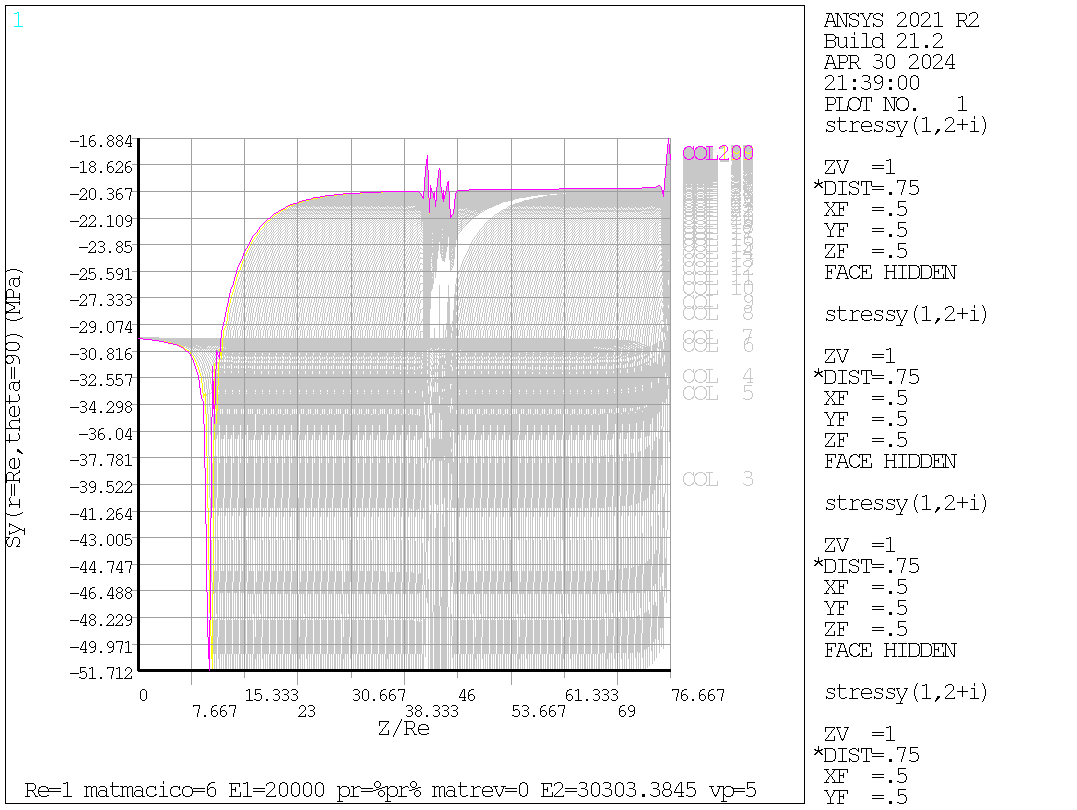 1
ANSYS 2021 R2
Build 21.2
APR 30 2024
21:39:00
PLOT NO. 1
stressy(1,2+i)
ZV =1
*DIST=.75
XF =.5
YF =.5
ZF =.5
FACE HIDDEN
stressy(1,2+i)
ZV =1
*DIST=.75
XF =.5
YF =.5
ZF =.5
FACE HIDDEN
stressy(1,2+i)
ZV =1
*DIST=.75
XF =.5
YF =.5
ZF =.5
FACE HIDDEN
stressy(1,2+i)
ZV =1
*DIST=.75
XF =.5
YF =.5
Sy(r=Re,theta=90)(MPa)
-16.884
-18.626
-20.367
-22.109
-23.85
-25.591
-27.333
-29.074
-30.816
-32.557
-34.298
-36.04
-37.781
-39.522
-41.264
-43.005
-44.747
-46.488
-48.229
-49.971
-51.712
COL 200
COL 8
COL 7
COL 6
COL 4
COL 5
COL 3
0
7.667
15.333
23
30.667
38.333
46
53.667
61.333
69
76.667
Z/Re
Re=1 matmacico=6 E1=20000 pr=%pr% matrev=0 E2=30303.3845 vp=5